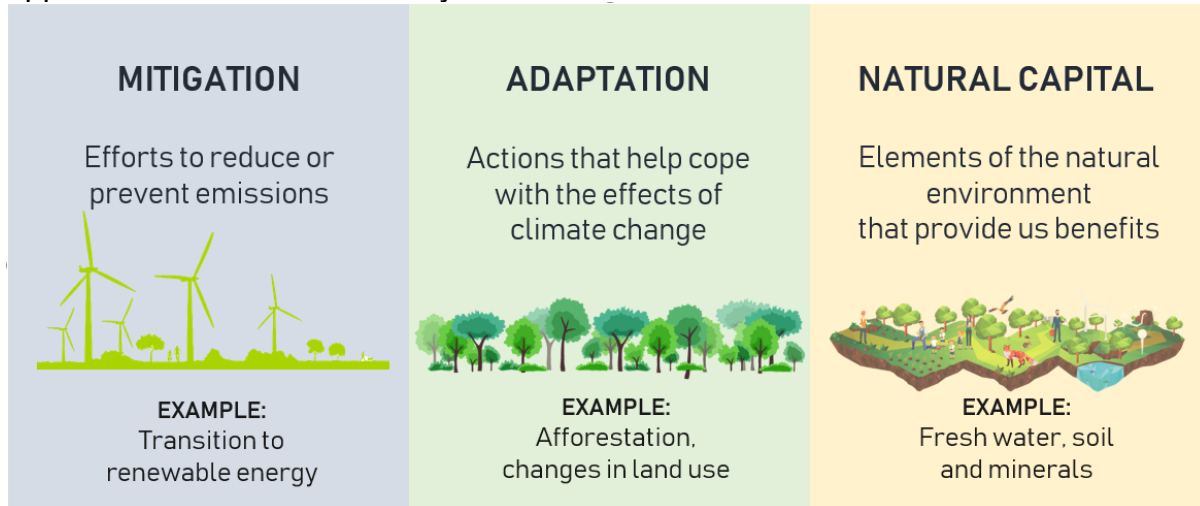 MITIGATION
Efforts to reduce or
prevent emissions
EXAMPLE:
Transition to
renewable energy
ADAPTATION
Actions that help cope
with the effects of
climate change
EXAMPLE:
Afforestation,
changes in land use
NATURAL CAPITAL
Elements of the natural
environment
that provide us benefits
EXAMPLE:
Fresh water, soil
and minerals